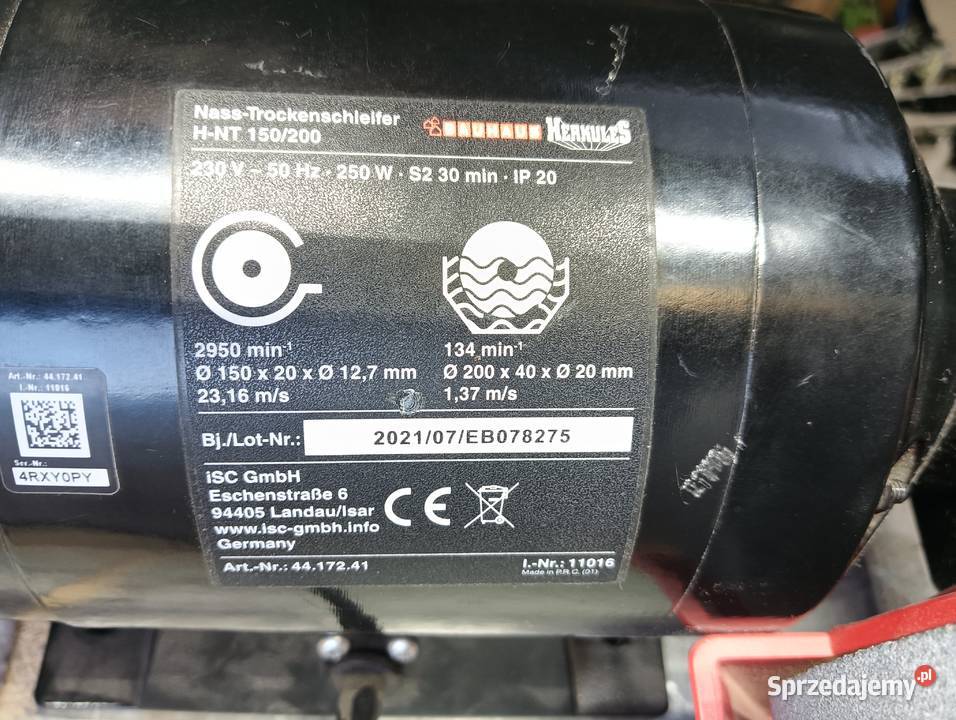 Nass-Trockenschleifer
H-NT 150/200
BAUHAUS HERKULES
230 V ~ 50 Hz · 250 W · S2 30 min · IP 20
2950 min⁻¹
Ø 150 x 20 x Ø 12,7 mm
23,16 m/s
134 min⁻¹
Ø 200 x 40 x Ø 20 mm
1,37 m/s
Bj./Lot-Nr.: 2021/07/EB078275
iSC GmbH
Eschenstraße 6
94405 Landau/Isar
www.isc-gmbh.info
Germany
CE
Art.-Nr.: 44.172.41
I.-Nr.: 11016
Made in P.R.C. (01)
Art.-Nr.: 44.172.41
I.-Nr.: 11016
Ser.-Nr.:
4RXY0PY
Sprzedajemy.pl